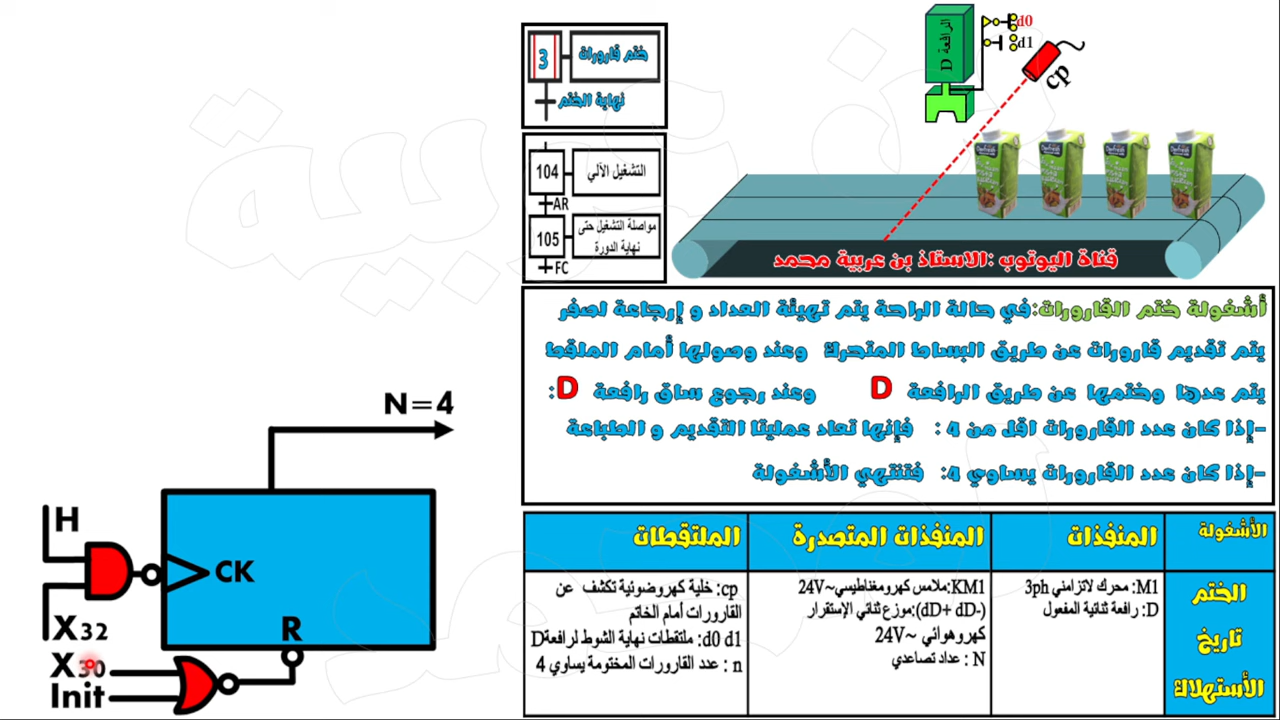 3
ختم قارورات
نهاية الختم
104
التشغيل الآلي
AR
105
مواصلة التشغيل حتى
نهاية الدورة
FC
الرافعة D
d0
d1
cp
قناة اليوتوب :الاستاذ بن عربية محمد
أشغولة ختم القارورات:في حالة الراحة يتم تهيئة العداد و إرجاعة لصفر
يتم تقديم قارورات عن طريق البساط المتحرك وعند وصولها أمام الملقط
يتم عدها وختمها عن طريق الرافعة D وعند رجوع ساق رافعة D:
-إذا كان عدد القارورات اقل من 4 : فإنها تعاد عمليتا التقديم و الطباعة
-إذا كان عدد القارورات يساوي 4: فتنتهي الأشغولة
الأشغولة
المنفذات
المنفذات المتصدرة
الملتقطات
الختم
تاريخ
الأستهلاك
M1: محرك لاتزامني 3ph
D: رافعة ثنائية المفعول
KM1:ملامس كهرومغناطيسي~24V
(dD+ dD-):موزع ثنائي الإستقرار
كهروهوائي ~24V
N : عداد تصاعدي
cp: خلية كهروضوئية تكشف عن
القارورات أمام الخاتم
d0 d1: ملتقطات نهاية الشوط لرافعةD
n : عدد القارورات المختومة يساوي 4
N=4
H
CK
X32
R
X30
Init